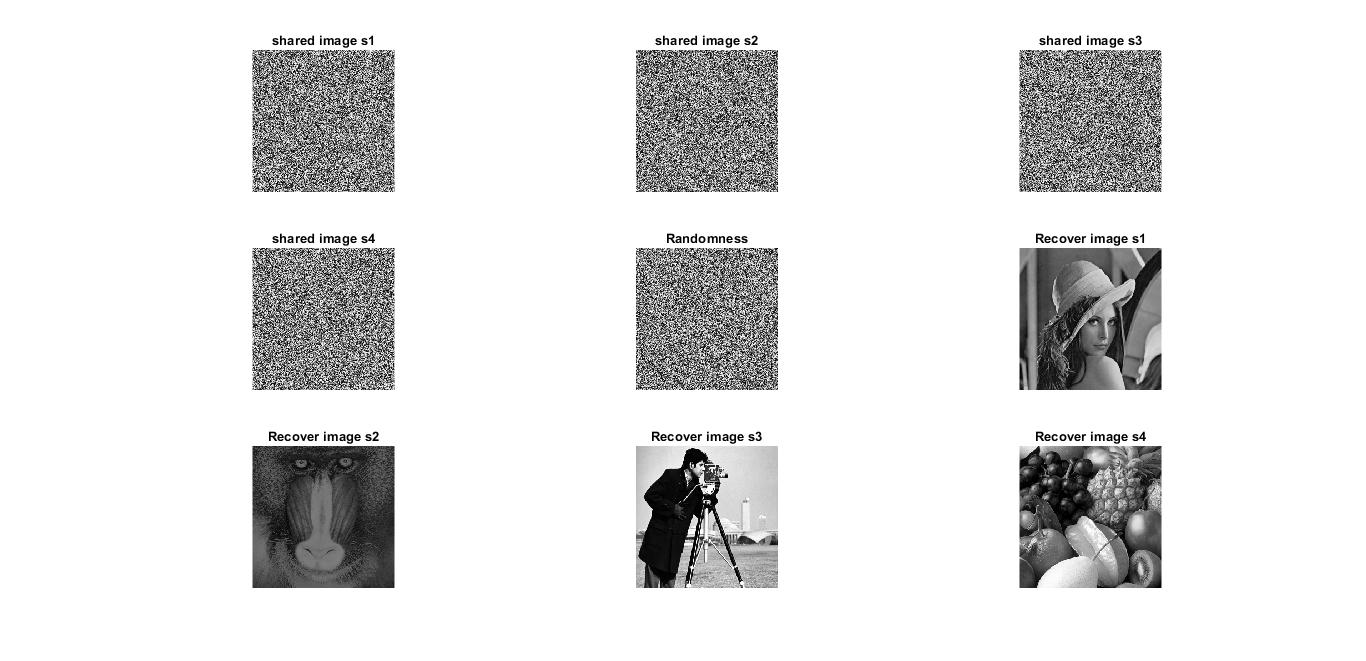 shared image s1
shared image s2
shared image s3
shared image s4
Randomness
Recover image s1
Recover image s2
Recover image s3
Recover image s4